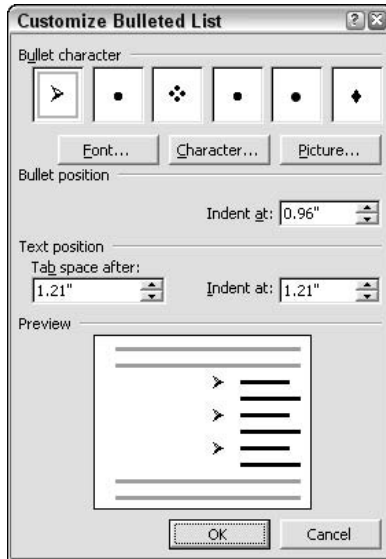 Customize Bulleted List
Bullet character
Font... Character... Picture...
Bullet position
Indent at: 0.96"
Text position
Tab space after:
1.21" Indent at: 1.21"
Preview
OK Cancel